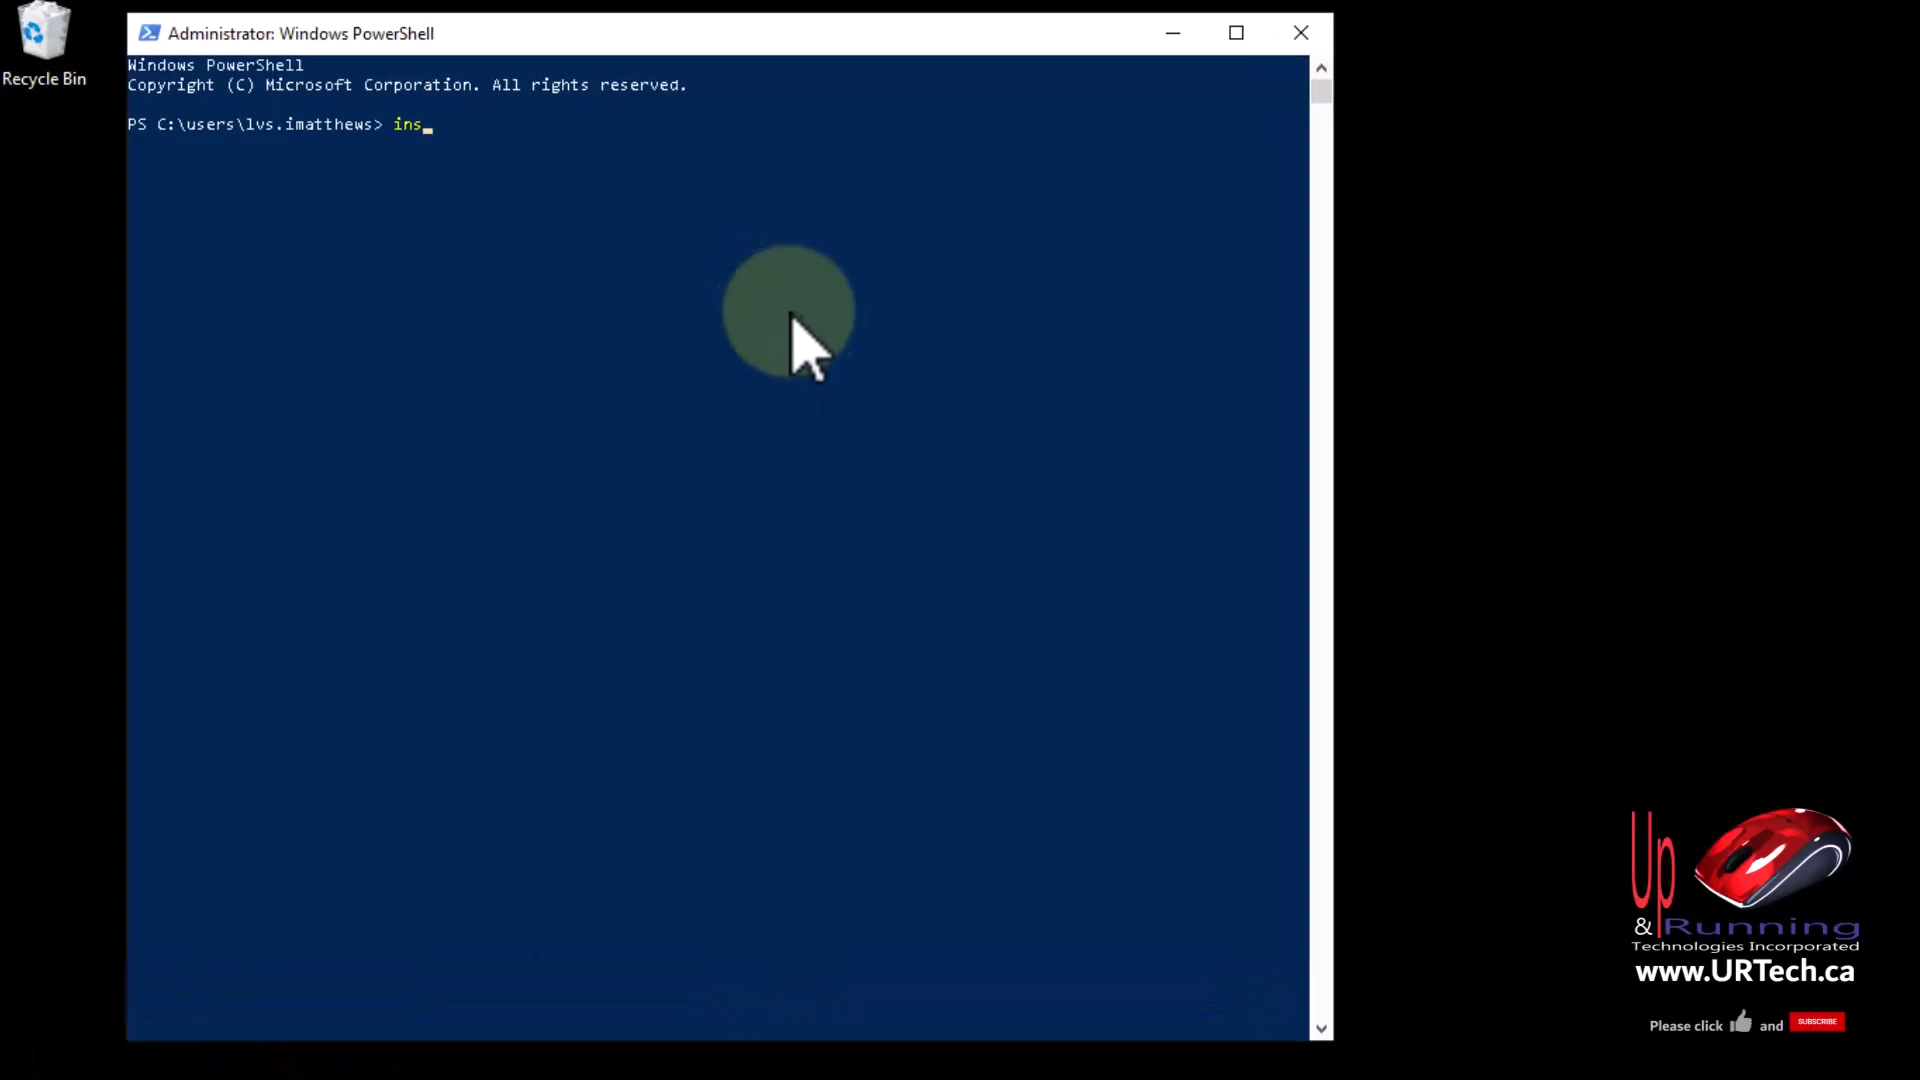 Recycle Bin
Administrator: Windows PowerShell
Windows PowerShell
Copyright (C) Microsoft Corporation. All rights reserved.
PS C:\users\lvs.imatthews> ins_
Up
& Running
Technologies Incorporated
www.URTech.ca
Please click and SUBSCRIBE